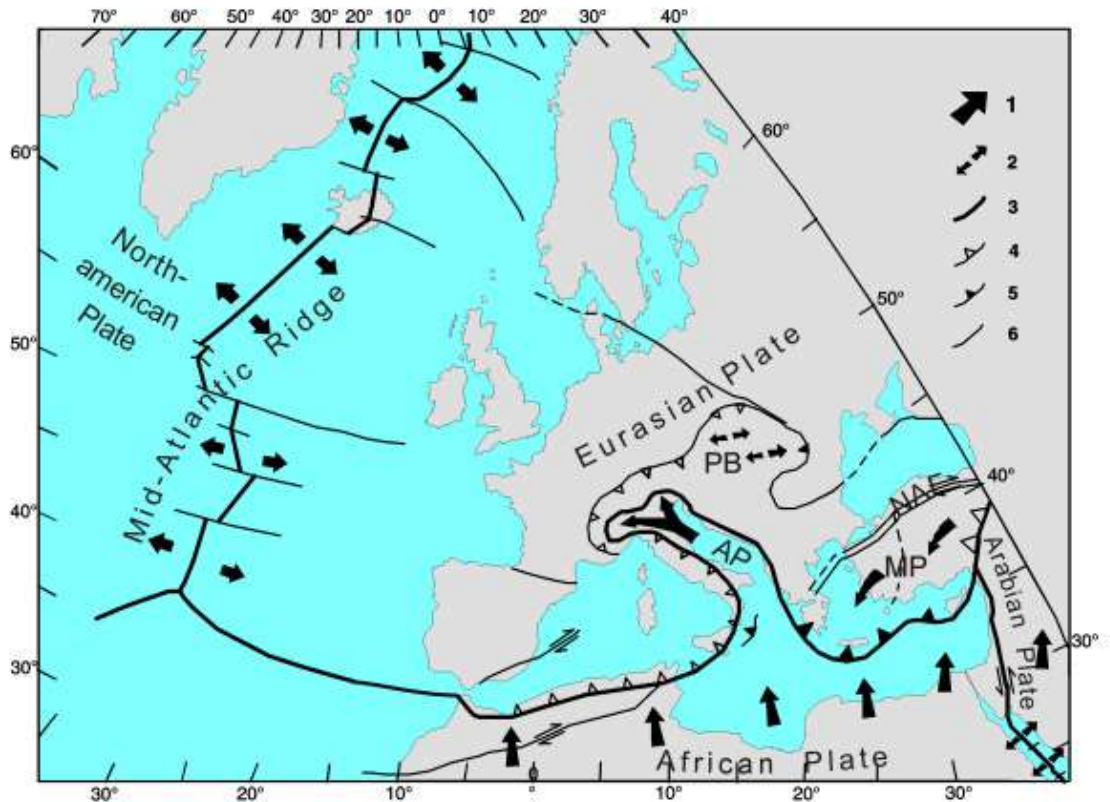 70° 60° 50° 40° 30° 20° 10° 0° 10° 20° 30° 40°
1
2
3
4
5
6
60°
50°
40°
30°
60°
50°
40°
30°
North-
american
Plate
Mid-Atlantic Ridge
Eurasian Plate
PB
NAF
AP
MP
Arabian Plate
African Plate
30° 20° 10° 0 10° 20° 30°